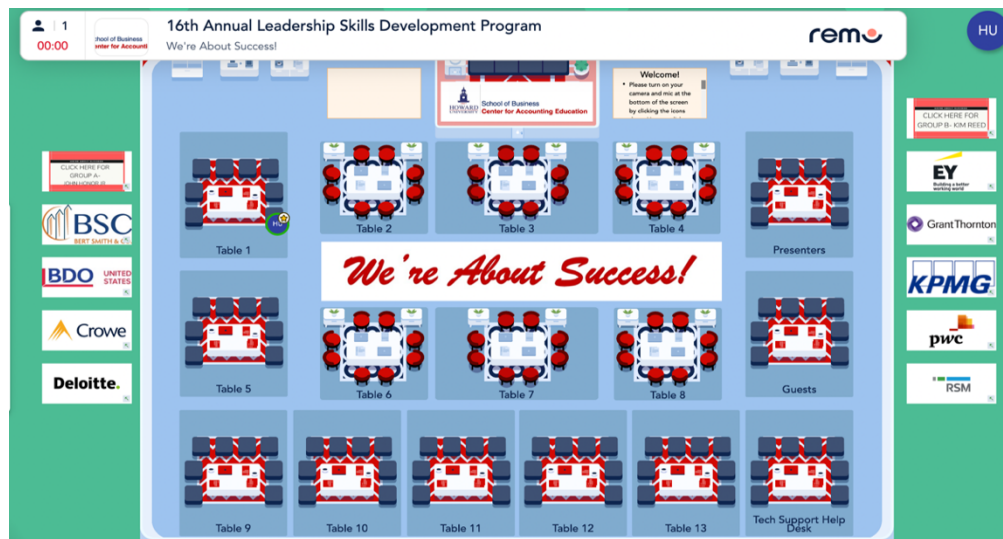 1
00:00
School of Business
Center for Accounti
16th Annual Leadership Skills Development Program
We're About Success!
remo
HU
HOWARD
UNIVERSITY
School of Business
Center for Accounting Education
Welcome!
• Please turn on your
camera and mic at the
bottom of the screen
by clicking the icons
CLICK HERE FOR
GROUP A-
CLICK HERE FOR
GROUP B- KIM REED
BSC
BERT SMITH & C
BDO UNITED
STATES
Crowe
Deloitte.
EY
Building a better
working world
GrantThornton
KPMG
pwc
RSM
Table 1
HU
Table 2
Table 3
Table 4
Presenters
We're About Success!
Table 5
Table 6
Table 7
Table 8
Guests
Table 9
Table 10
Table 11
Table 12
Table 13
Tech Support Help
Desk